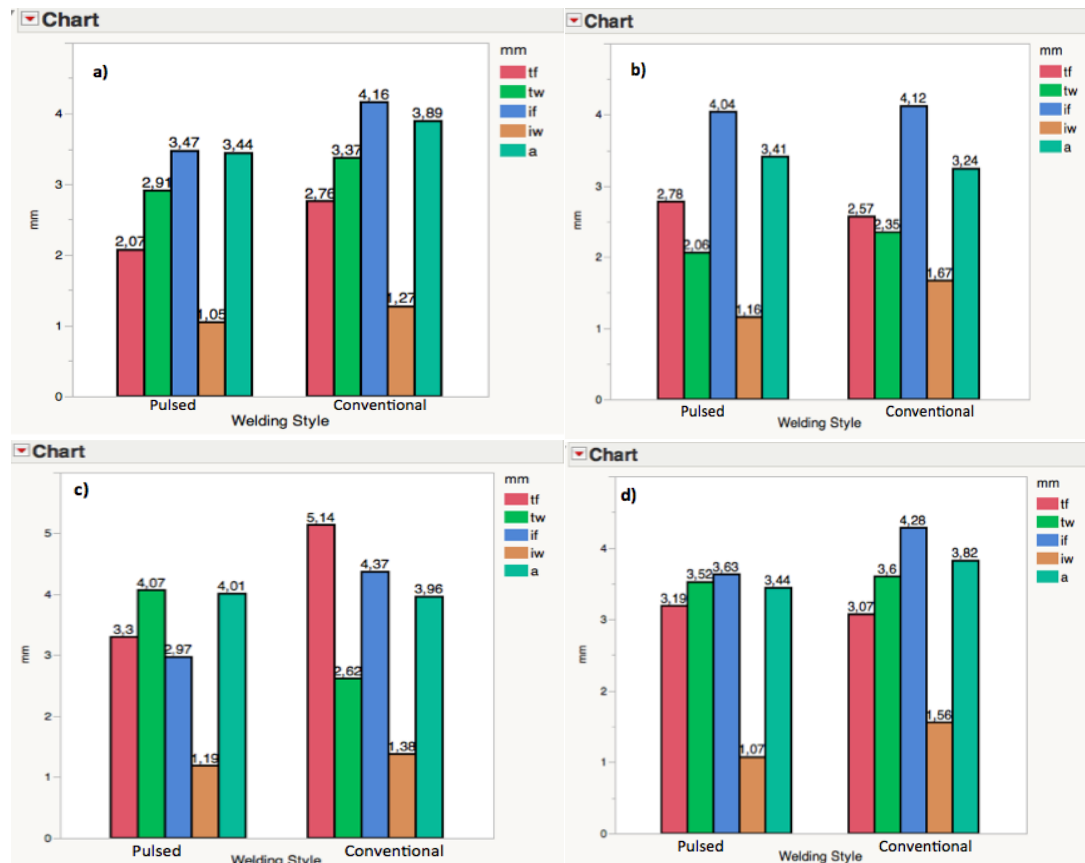 Chart
a)
mm
tf
tw
if
iw
a
4
3
2
1
0
mm
2,07
2,91
3,47
1,05
3,44
2,76
3,37
4,16
1,27
3,89
Pulsed
Conventional
Welding Style
Chart
b)
mm
tf
tw
if
iw
a
4
3
2
1
0
mm
2,78
2,06
4,04
1,16
3,41
2,57
2,35
4,12
1,67
3,24
Pulsed
Conventional
Welding Style
Chart
c)
mm
tf
tw
if
iw
a
5
4
3
2
1
0
mm
3,3
4,07
2,97
1,19
4,01
5,14
2,62
4,37
1,38
3,96
Pulsed
Conventional
Welding Style
Chart
d)
mm
tf
tw
if
iw
a
4
3
2
1
0
mm
3,19
3,52
3,63
1,07
3,44
3,07
3,6
4,28
1,56
3,82
Pulsed
Conventional
Welding Style